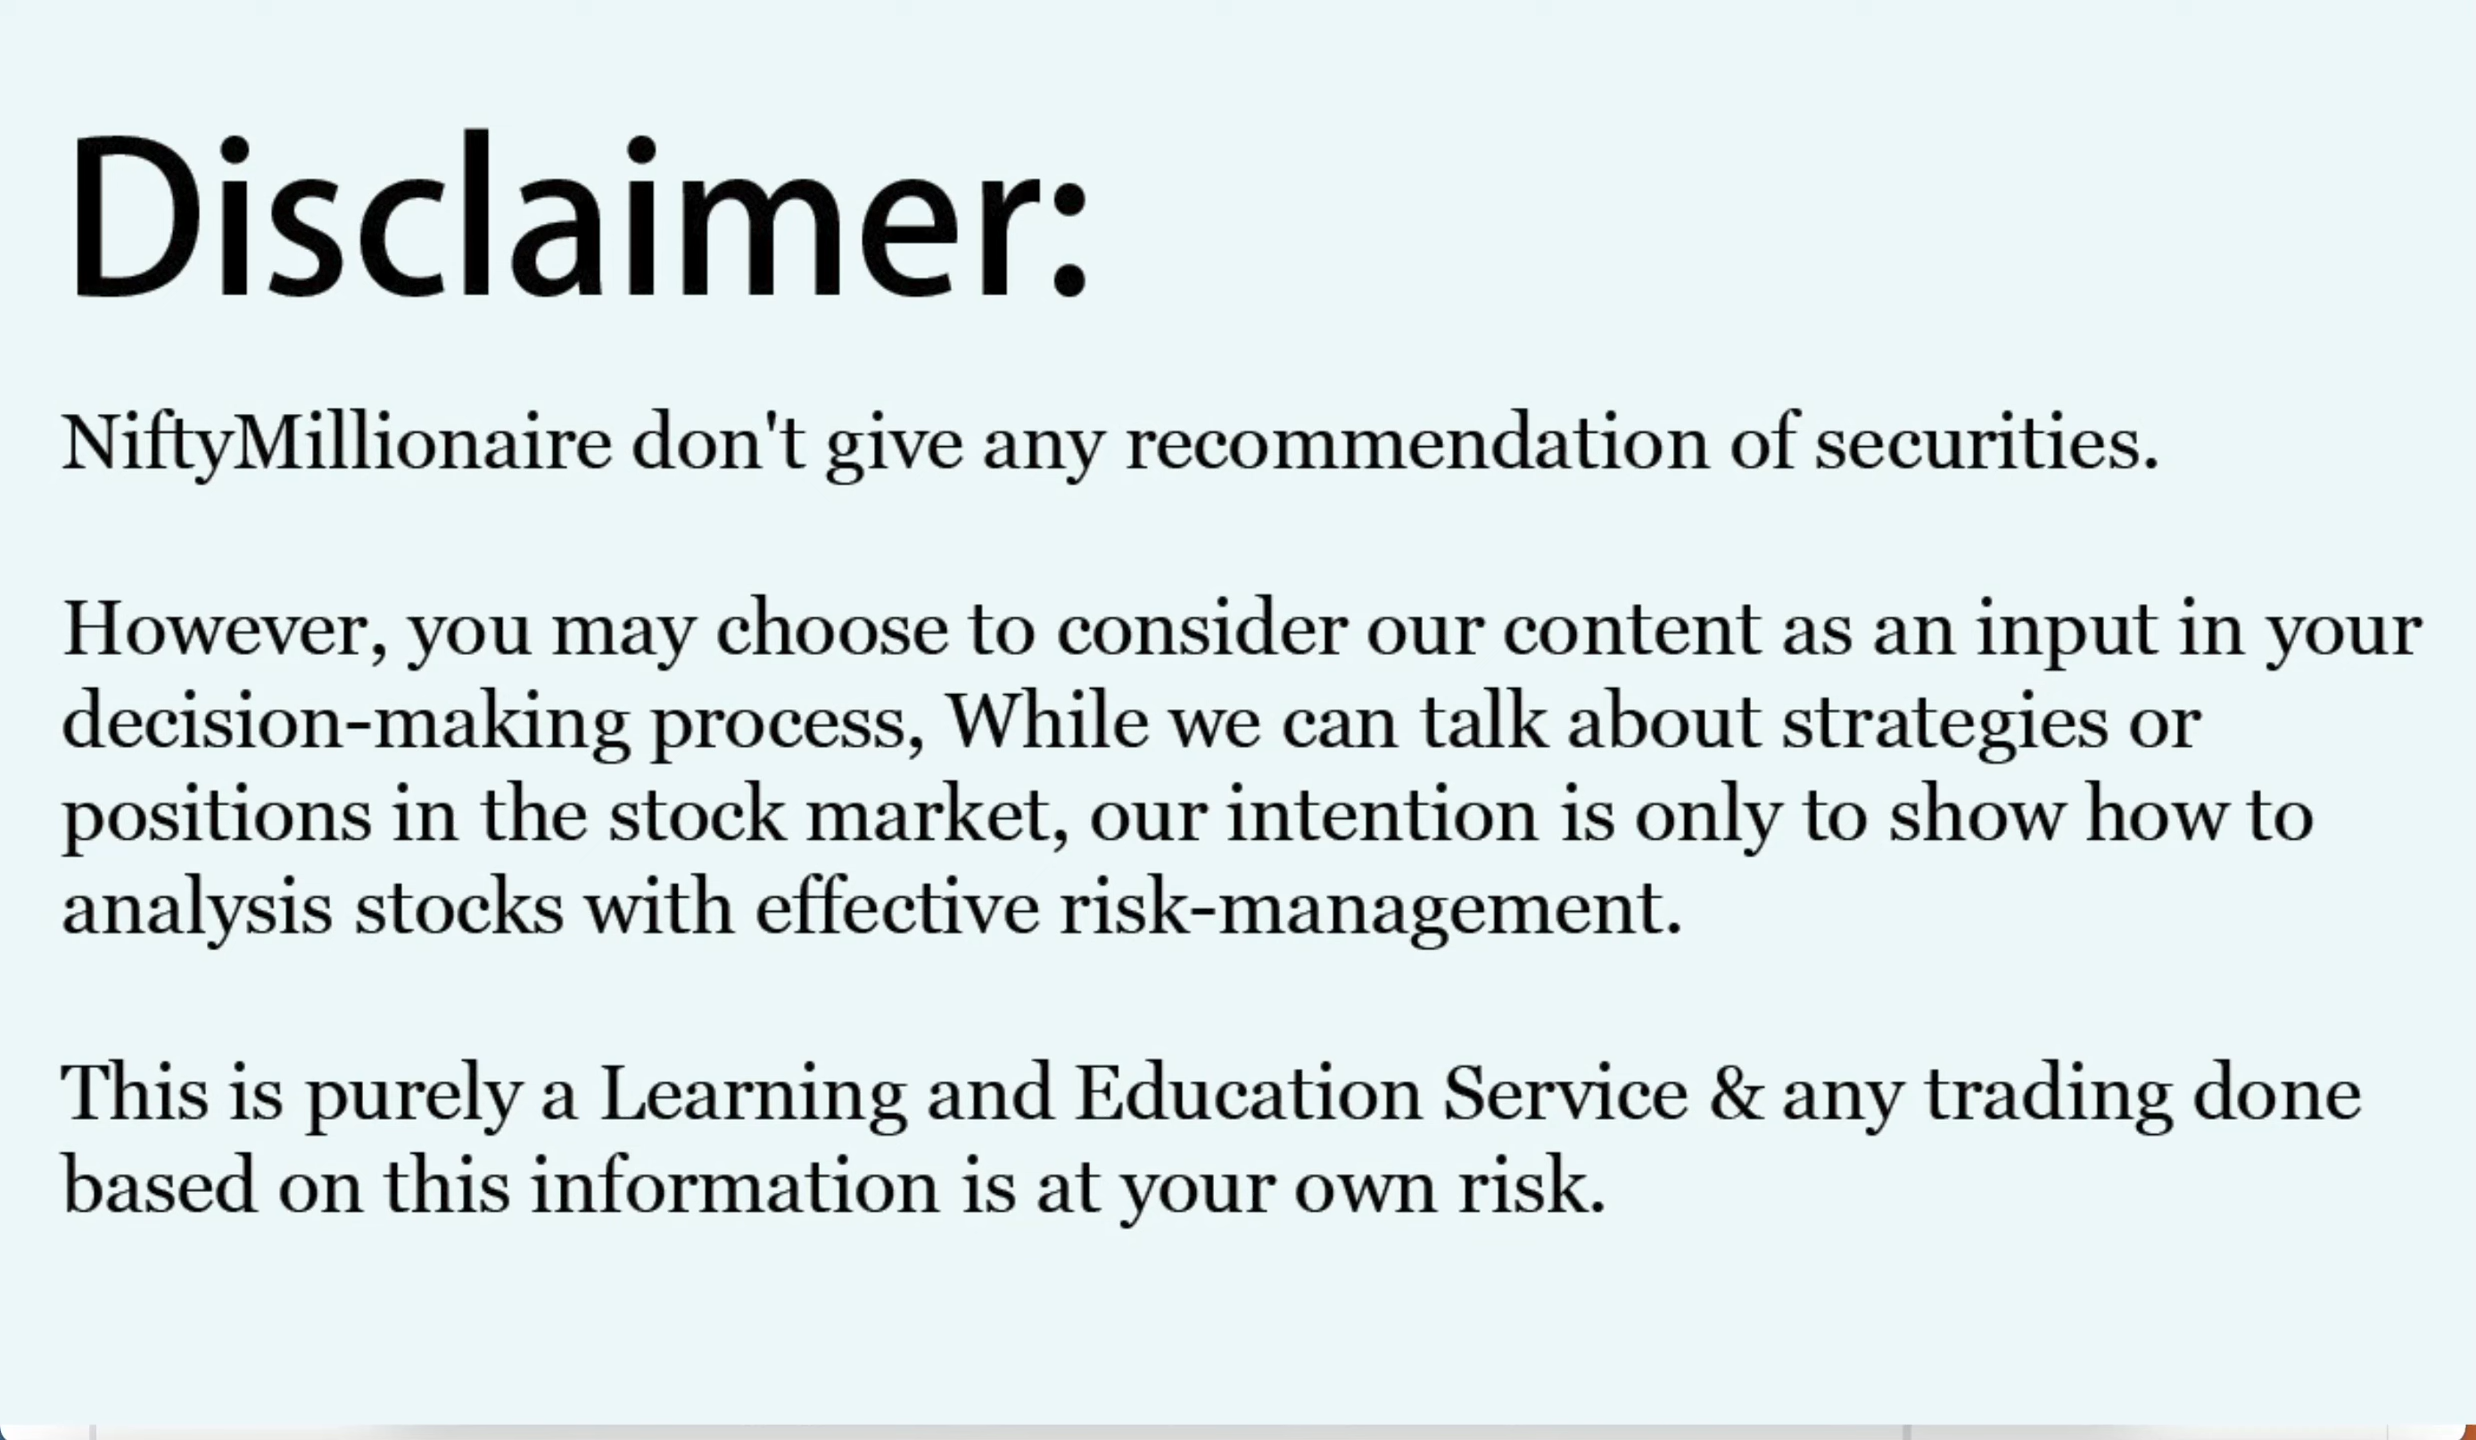 Disclaimer:
NiftyMillionaire don't give any recommendation of securities.
However, you may choose to consider our content as an input in your
decision-making process, While we can talk about strategies or
positions in the stock market, our intention is only to show how to
analysis stocks with effective risk-management.
This is purely a Learning and Education Service & any trading done
based on this information is at your own risk.